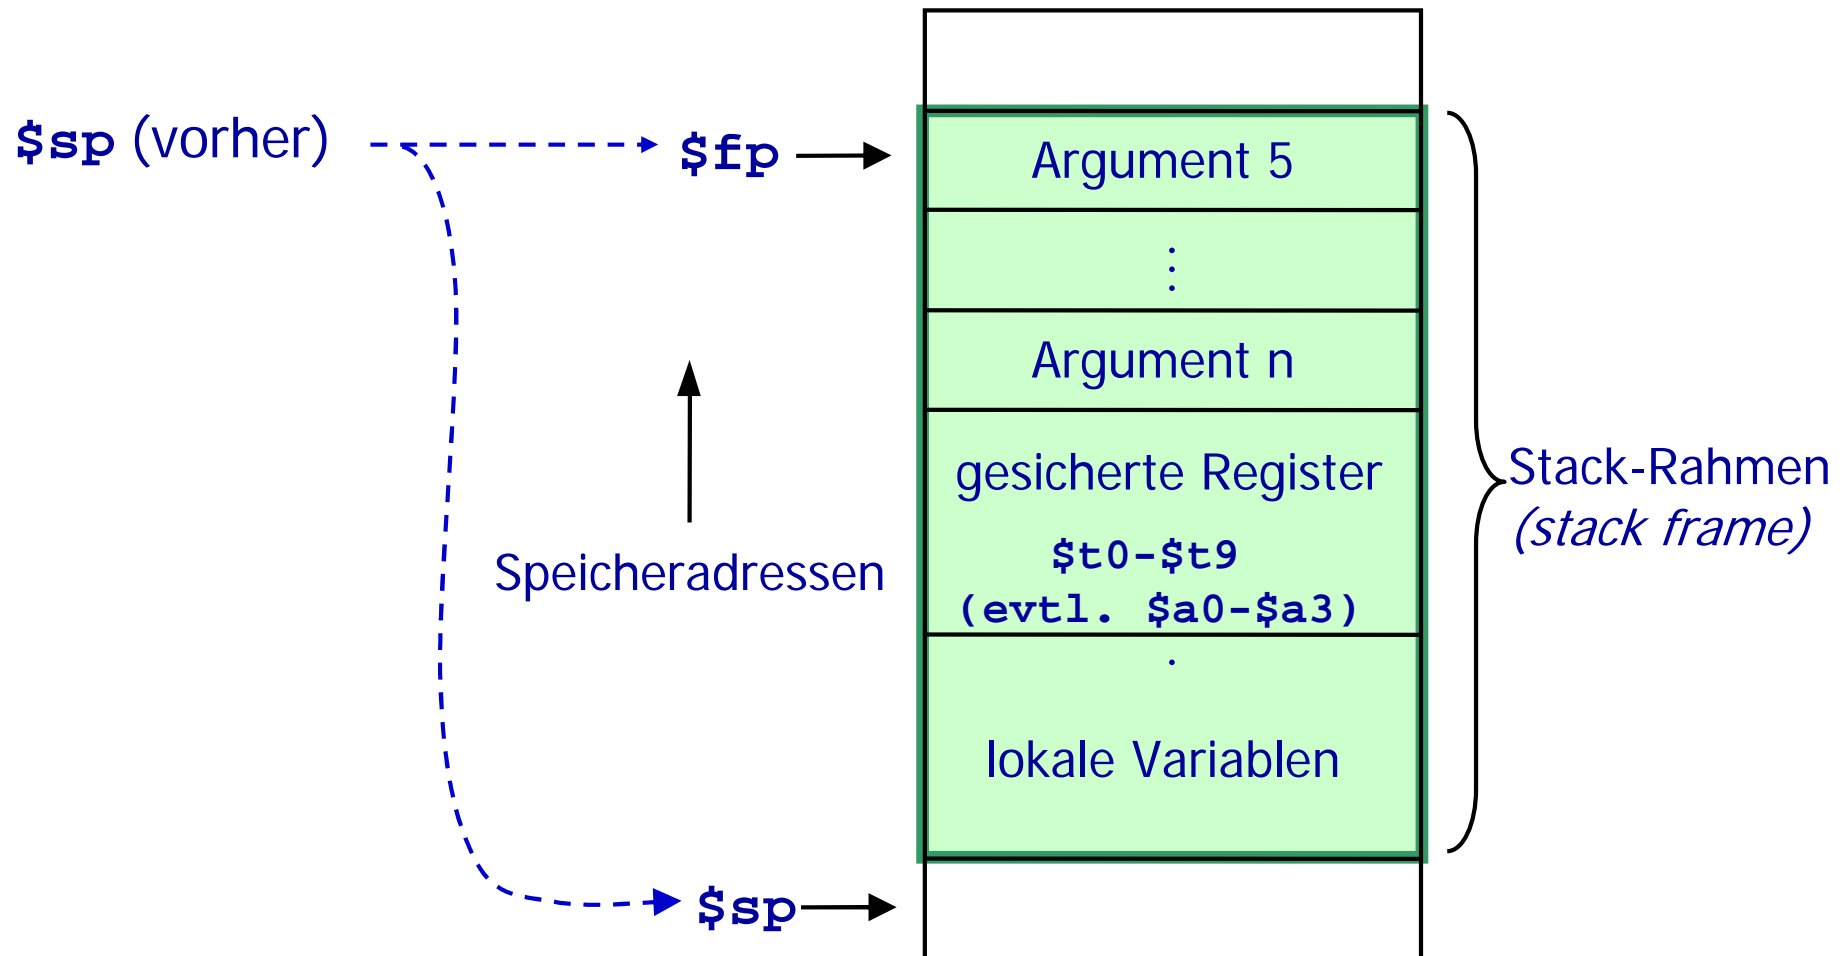 $sp (vorher)
$fp
Argument 5
⋮
Argument n
gesicherte Register
$t0-$t9
(evtl. $a0-$a3)
.
lokale Variablen
Speicheradressen
Stack-Rahmen
(stack frame)
$sp